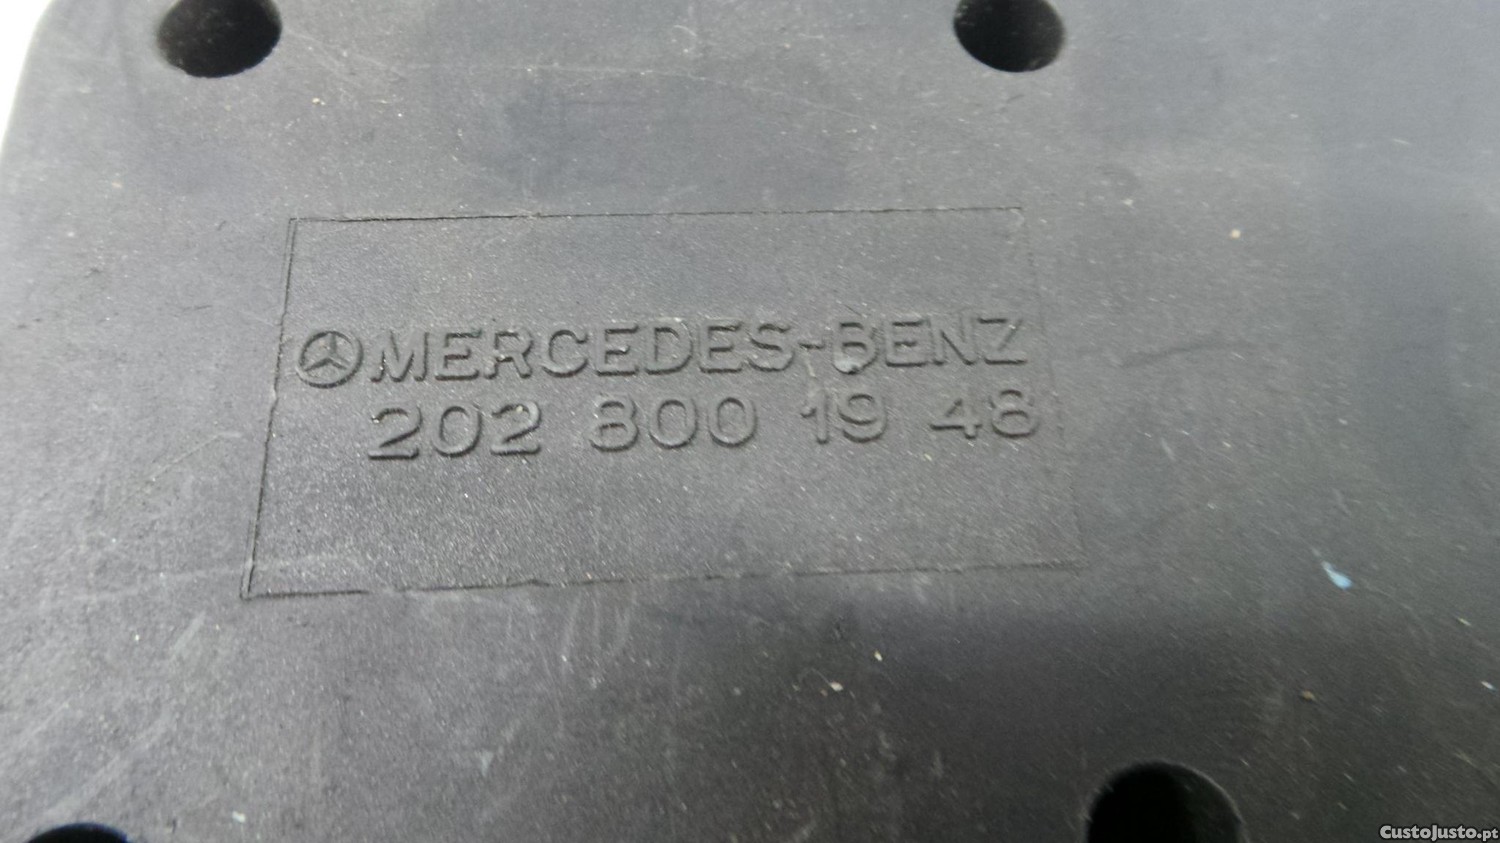 MERCEDES-BENZ
202 800 19 48
CustoJusto.pt